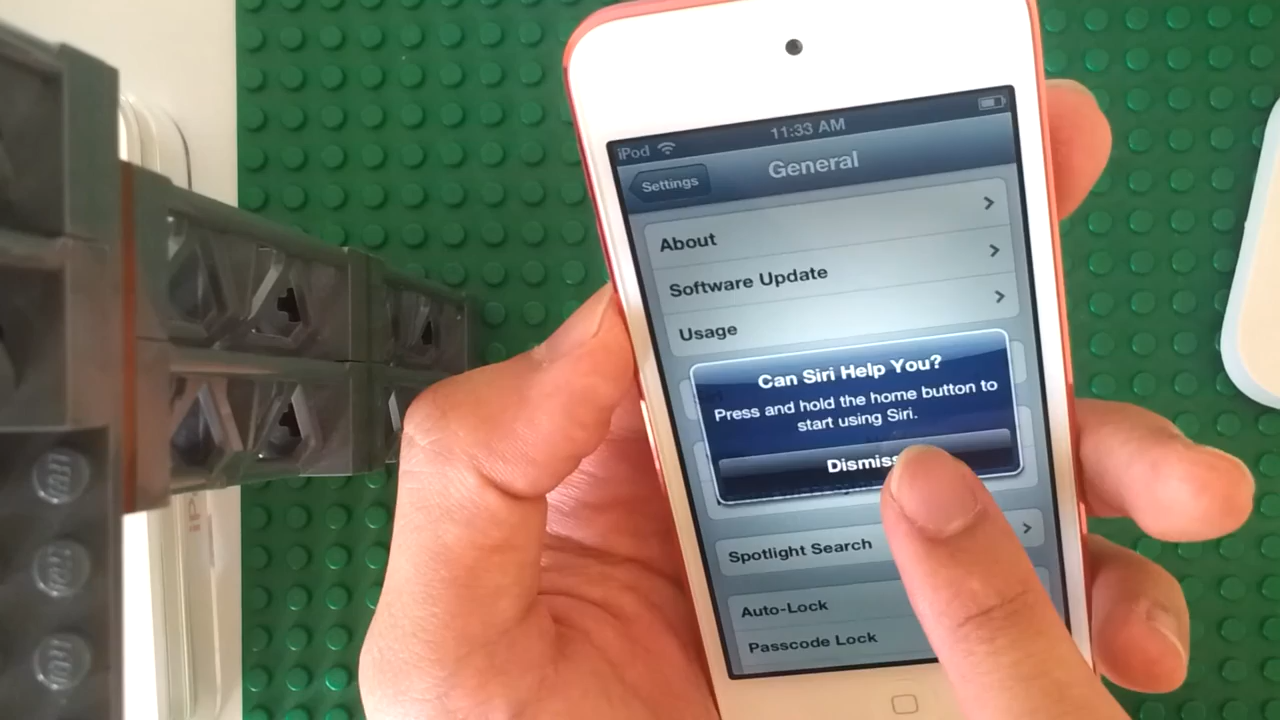 iPod
11:33 AM
Settings
General
About
Software Update
Usage
Can Siri Help You?
Press and hold the home button to
start using Siri.
Dismiss
Spotlight Search
Auto-Lock
Passcode Lock